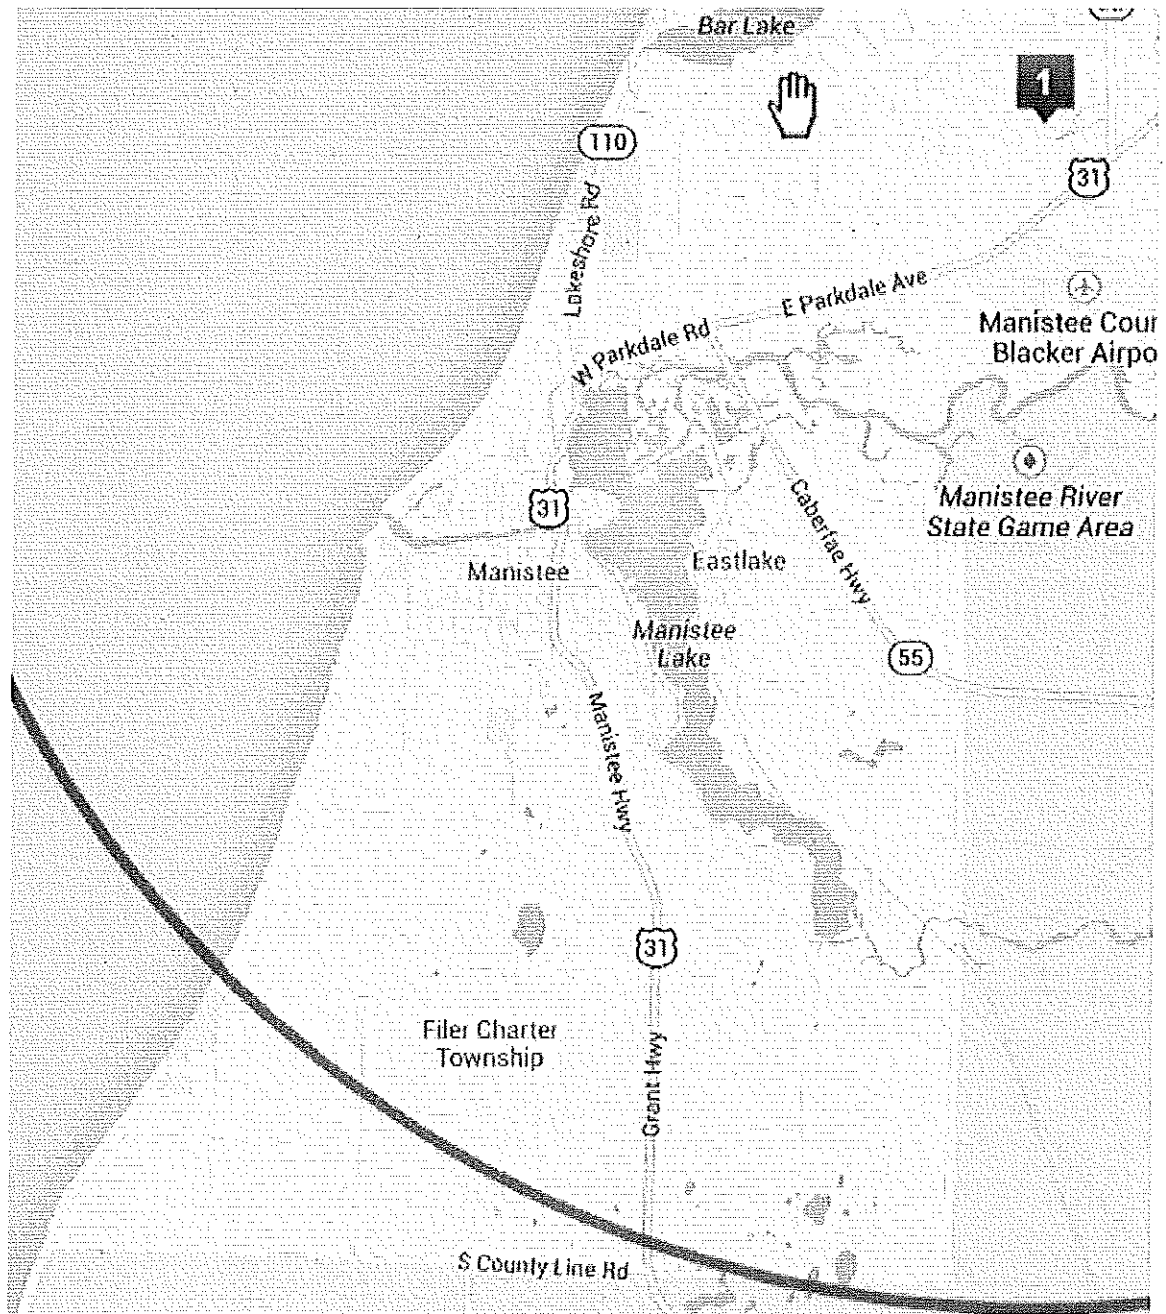 Bar Lake
1
110
31
Lakeshore Rd
E Parkdale Ave
W Parkdale Rd
Manistee Cour
Blacker Airpo
31
Manistee River
State Game Area
Caberfae Hwy
Manistee
Eastlake
Manistee
Lake
55
Manistee Hwy
31
Filer Charter
Township
Grant Hwy
S County Line Rd